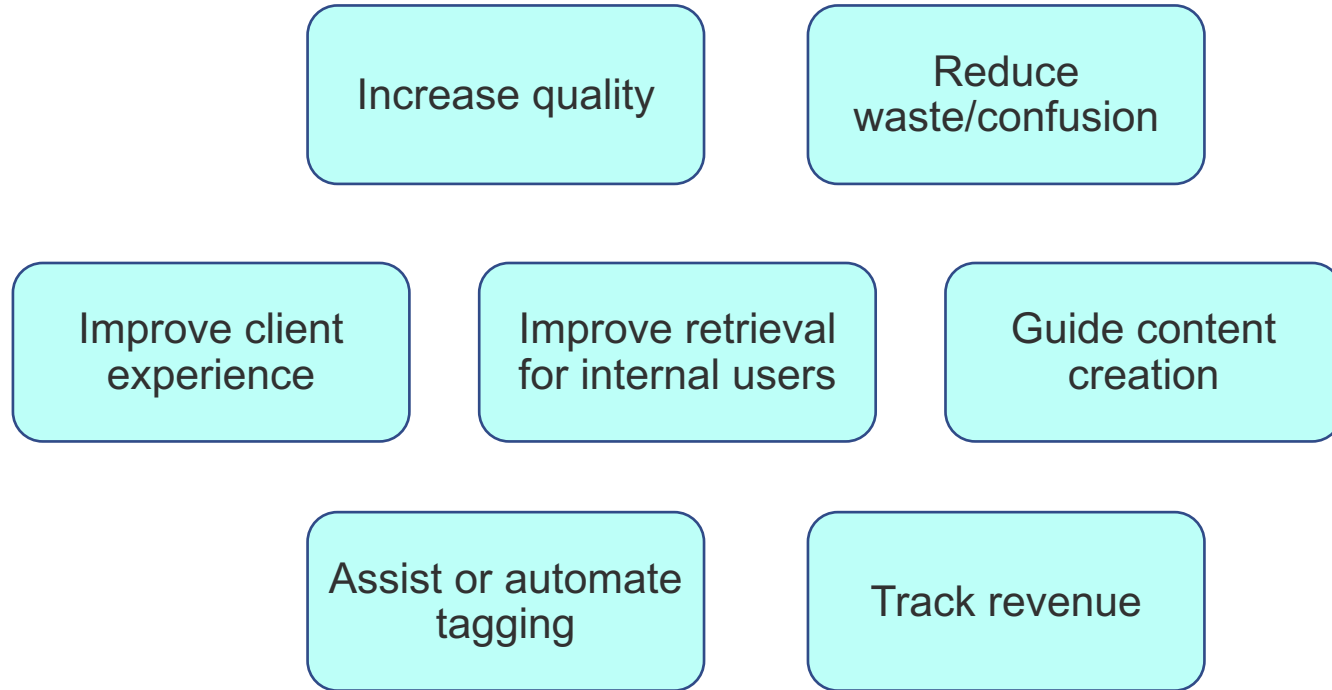 Increase quality
Reduce
waste/confusion
Improve client
experience
Improve retrieval
for internal users
Guide content
creation
Assist or automate
tagging
Track revenue